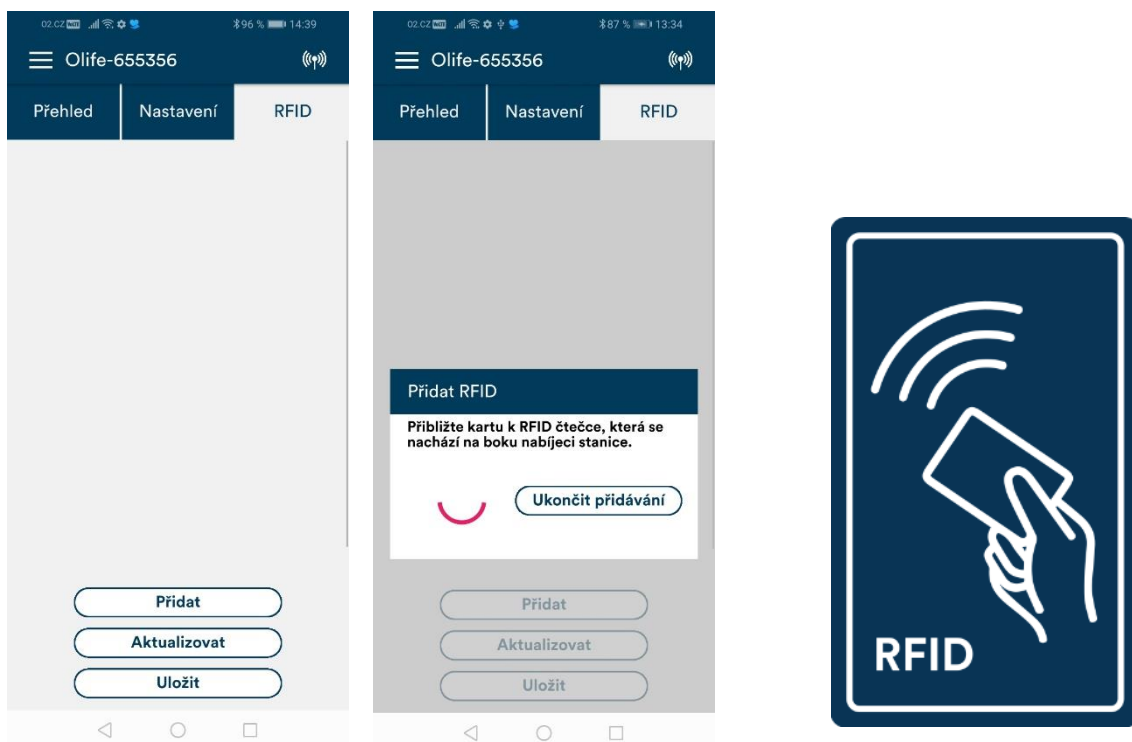 02.CZ 96 % 14:39
Olife-655356
Přehled Nastavení RFID
Přidat
Aktualizovat
Uložit
02.CZ 87 % 13:34
Olife-655356
Přehled Nastavení RFID
Přidat RFID
Přibližte kartu k RFID čtečce, která se
nachází na boku nabíjeci stanice.
Ukončit přidávání
Přidat
Aktualizovat
Uložit
RFID